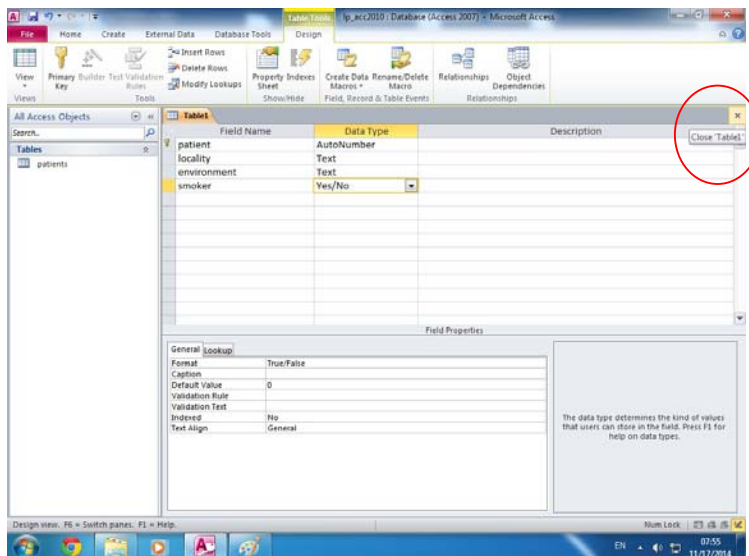 Table Tools lp_acc2010 : Database (Access 2007) - Microsoft Access
File Home Create External Data Database Tools Design
View
Primary Key
Builder
Test Validation Rules
Insert Rows
Delete Rows
Modify Lookups
Property Sheet
Indexes
Create Data Macros
Rename/Delete Macro
Relationships
Object Dependencies
Views Tools Show/Hide Field, Record & Table Events Relationships
All Access Objects
Search..
Tables
patients
Table1
Close 'Table1'
Field Name Data Type Description
patient AutoNumber
locality Text
environment Text
smoker Yes/No
Field Properties
General Lookup
Format True/False
Caption
Default Value 0
Validation Rule
Validation Text
Indexed No
Text Align General
The data type determines the kind of values
that users can store in the field. Press F1 for
help on data types.
Design view. F6 = Switch panes. F1 = Help. Num Lock
EN 07:55
11/17/2014